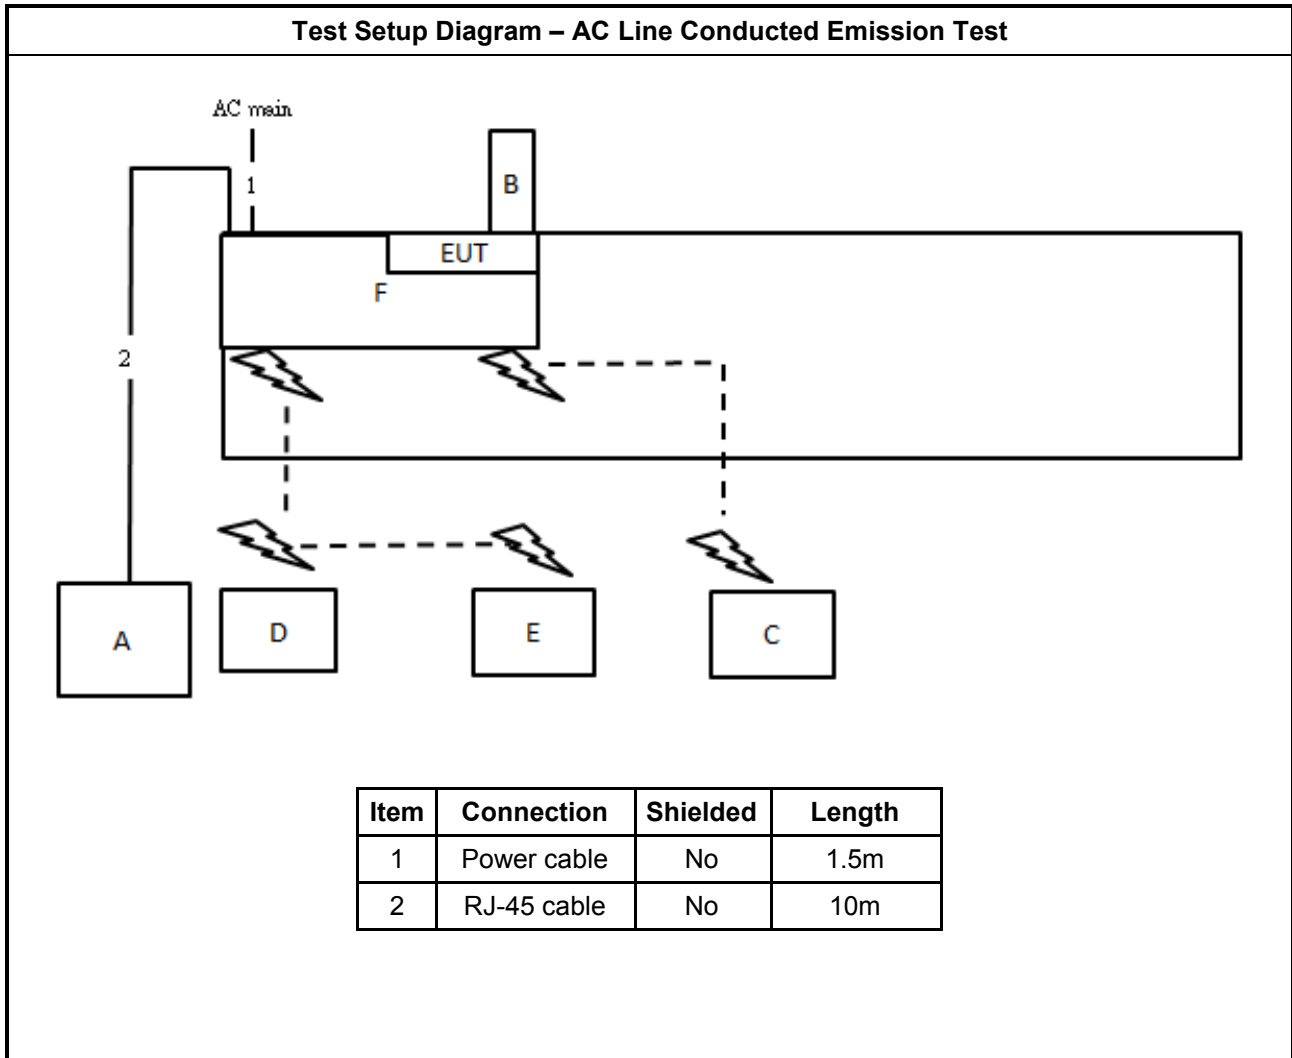 Test Setup Diagram – AC Line Conducted Emission Test
AC main
1
B
EUT
F
2
A
D
E
C
Item Connection Shielded Length
1 Power cable No 1.5m
2 RJ-45 cable No 10m